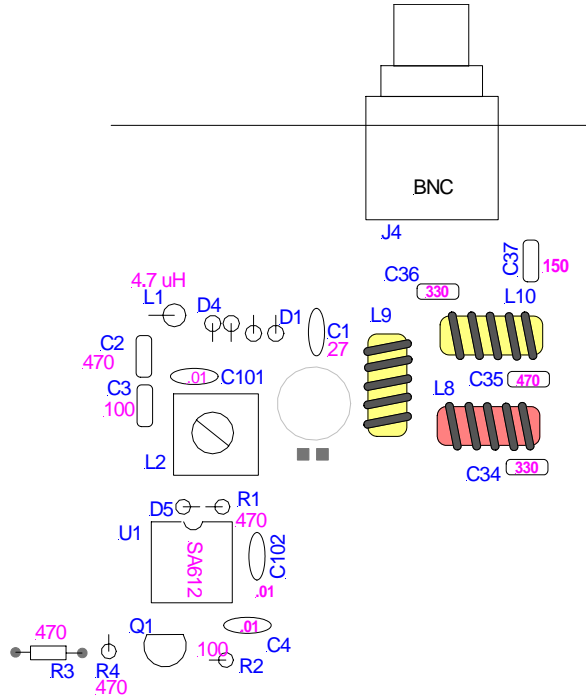 BNC
J4
C37
.150
C36
330
4.7 uH
L1
D4
D1
C1
27
L9
L10
C2
470
C3
100
.01
C101
C35
470
L8
L2
C34
330
D5
R1
470
U1
SA612
C102
.01
Q1
.01
C4
470
R3
R4
470
100
R2